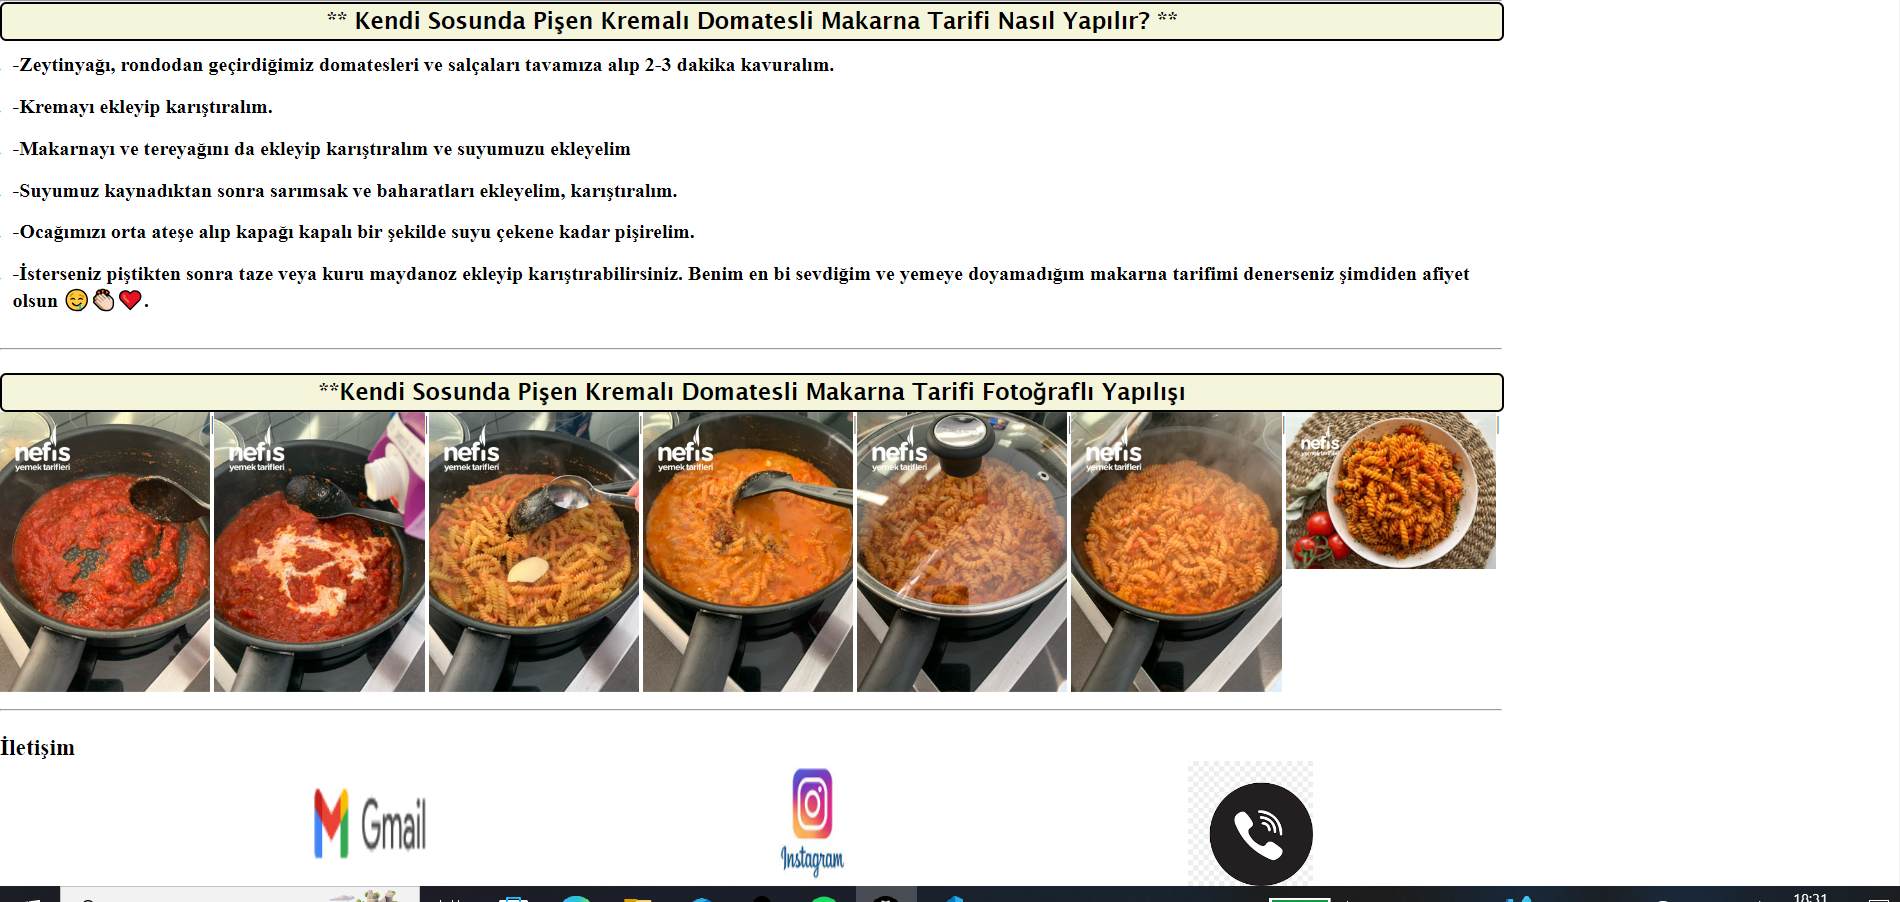 ** Kendi Sosunda Pişen Kremalı Domatesli Makarna Tarifi Nasıl Yapılır? **
-Zeytinyağı, rondodan geçirdiğimiz domatesleri ve salçaları tavamıza alıp 2-3 dakika kavuralım.
-Kremayı ekleyip karıştıralım.
-Makarnayı ve tereyağını da ekleyip karıştıralım ve suyumuzu ekleyelim
-Suyumuz kaynadıktan sonra sarımsak ve baharatları ekleyelim, karıştıralım.
-Ocağımızı orta ateşe alıp kapağı kapalı bir şekilde suyu çekene kadar pişirelim.
-İsterseniz piştikten sonra taze veya kuru maydanoz ekleyip karıştırabilirsiniz. Benim en bi sevdiğim ve yemeye doyamadığım makarna tarifimi denerseniz şimdiden afiyet
olsun 🤤👏❤️.
**Kendi Sosunda Pişen Kremalı Domatesli Makarna Tarifi Fotoğraflı Yapılışı
nefis yemek tarifleri
nefis yemek tarifleri
nefis yemek tarifleri
nefis yemek tarifleri
nefis yemek tarifleri
nefis yemek tarifleri
nefis yemek tarifleri
İletişim
Gmail
Instagram
18:31